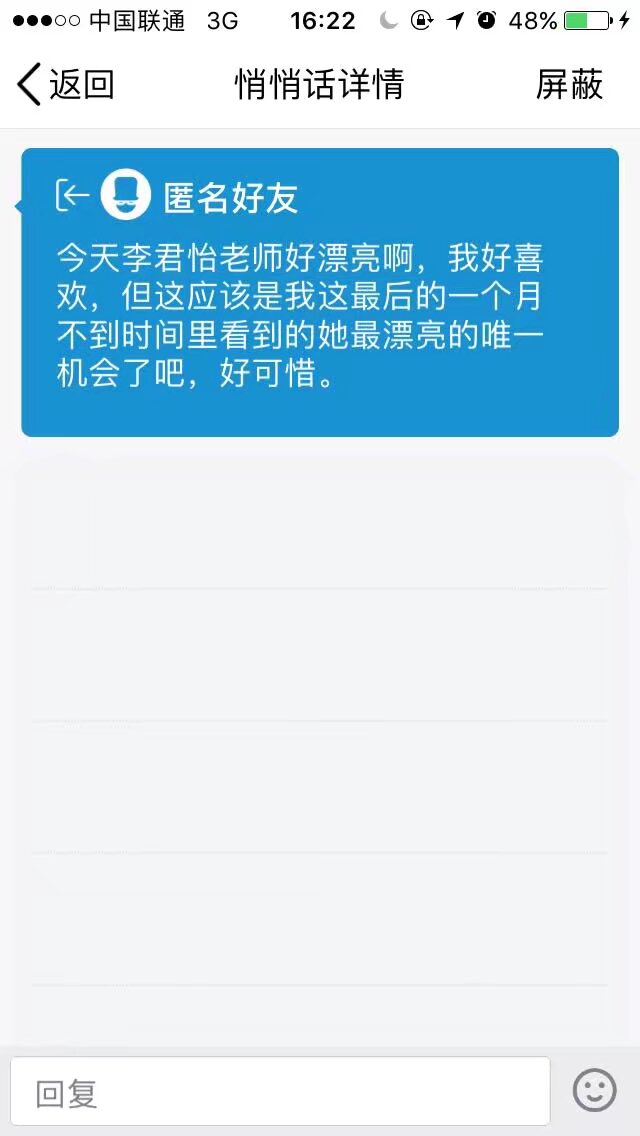 中国联通 3G 16:22 48%
返回 悄悄话详情 屏蔽
匿名好友
今天李君怡老师好漂亮啊，我好喜
欢，但这应该是我这最后的一个月
不到时间里看到的她最漂亮的唯一
机会了吧，好可惜。
回复